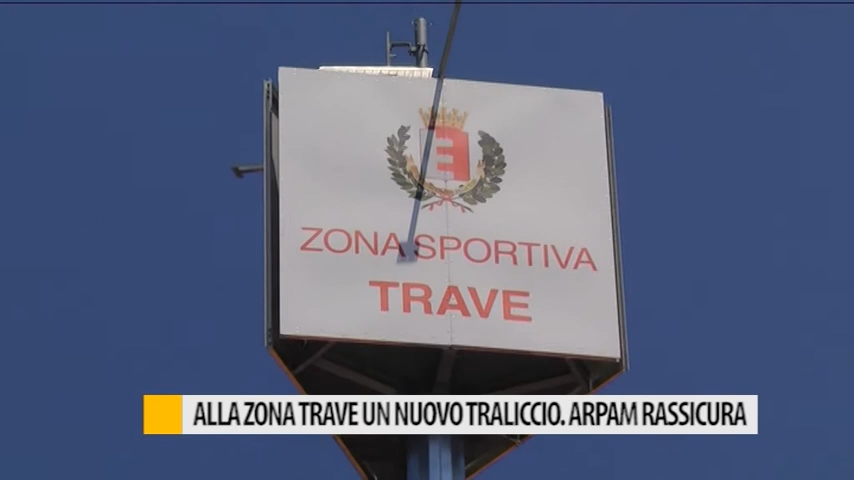 ZONA SPORTIVA
TRAVE
ALLA ZONA TRAVE UN NUOVO TRALICCIO. ARPAM RASSICURA